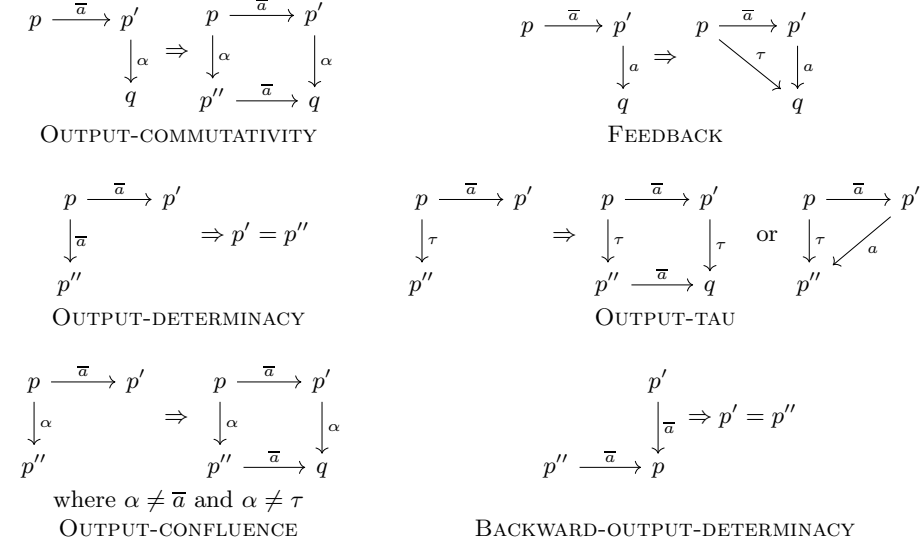 p a̅ p′ ⇒ p a̅ p′
α α α
q p″ a̅ q
OUTPUT-COMMUTATIVITY
p a̅ p′ ⇒ p a̅ p′
a τ a
q q
FEEDBACK
p a̅ p′
a̅ ⇒ p′ = p″
p″
OUTPUT-DETERMINACY
p a̅ p′ p a̅ p′ p a̅ p′
τ ⇒ τ τ or τ a
p″ p″ a̅ q p″
OUTPUT-TAU
p a̅ p′ ⇒ p a̅ p′
α α α
p″ p″ a̅ q
where α ≠ a̅ and α ≠ τ
OUTPUT-CONFLUENCE
p′
a̅ ⇒ p′ = p″
p″ a̅ p
BACKWARD-OUTPUT-DETERMINACY